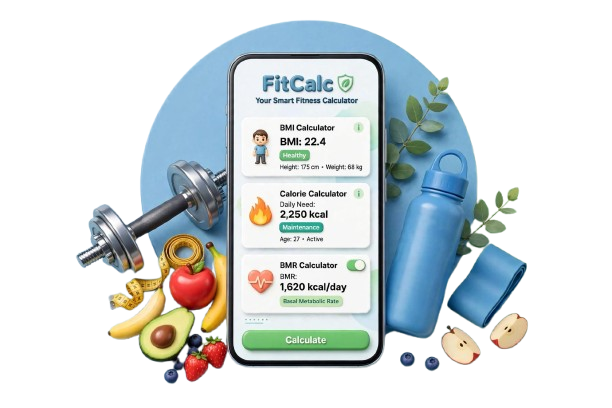 FitCalc
Your Smart Fitness Calculator
BMI Calculator
BMI: 22.4
Healthy
Height: 175 cm • Weight: 68 kg
Calorie Calculator
Daily Need:
2,250 kcal
Maintenance
Age: 27 • Active
BMR Calculator
BMR:
1,620 kcal/day
Basal Metabolic Rate
Calculate